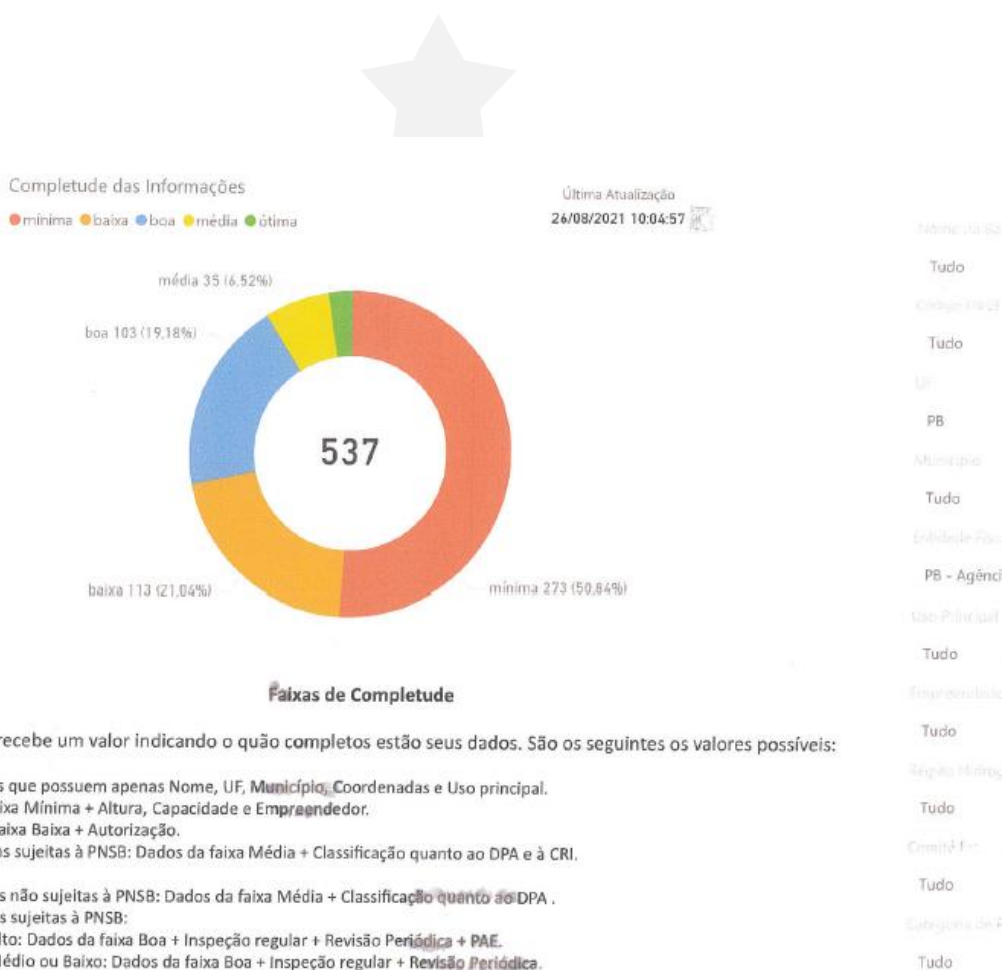 Completude das Informações
mínima baixa boa média ótima
Última Atualização
26/08/2021 10:04:57
média 35 (6,52%)
boa 103 (19,18%)
537
baixa 113 (21,04%)
mínima 273 (50,84%)
Tudo
Tudo
UF
PB
Município
Tudo
PB - Agênci
Uso Principal
Tudo
Tudo
Tudo
Tudo
Tudo
Faixas de Completude
recebe um valor indicando o quão completos estão seus dados. São os seguintes os valores possíveis:
s que possuem apenas Nome, UF, Município, Coordenadas e Uso principal.
ixa Mínima + Altura, Capacidade e Empreendedor.
aixa Baixa + Autorização.
as sujeitas à PNSB: Dados da faixa Média + Classificação quanto ao DPA e à CRI.
s não sujeitas à PNSB: Dados da faixa Média + Classificação quanto ao DPA .
s sujeitas à PNSB:
lto: Dados da faixa Boa + Inspeção regular + Revisão Periódica + PAE.
édio ou Baixo: Dados da faixa Boa + Inspeção regular + Revisão Periódica.